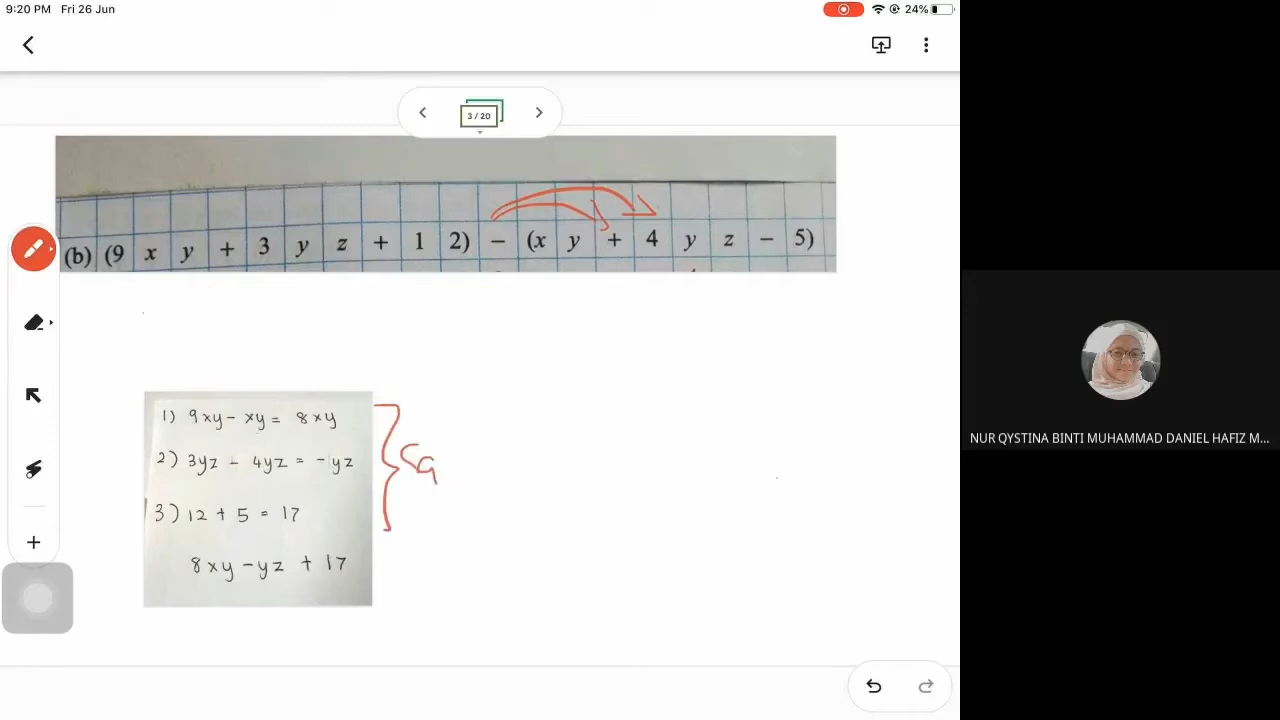 9:20 PM Fri 26 Jun
24%
3 / 20
(b) (9 x y + 3 y z + 1 2) − (x y + 4 y z − 5)
1) 9xy − xy = 8xy
2) 3yz − 4yz = −yz
3) 12 + 5 = 17
8xy − yz + 17
NUR QYSTINA BINTI MUHAMMAD DANIEL HAFIZ M...